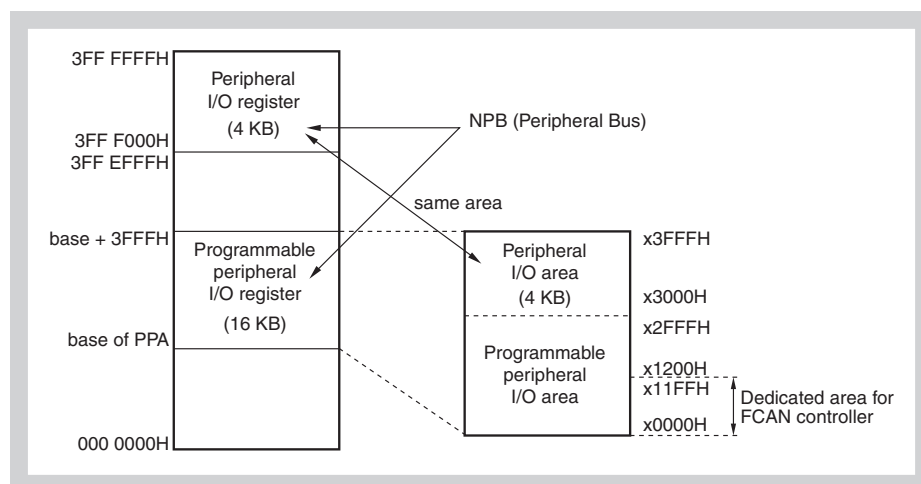 3FF FFFFH
Peripheral
I/O register
(4 KB)
NPB (Peripheral Bus)
3FF F000H
3FF EFFFH
same area
base + 3FFFH
Programmable
peripheral
I/O register
(16 KB)
base of PPA
000 0000H
Peripheral
I/O area
(4 KB)
x3FFFH
x3000H
x2FFFH
Programmable
peripheral
I/O area
x1200H
x11FFH
x0000H
Dedicated area for
FCAN controller